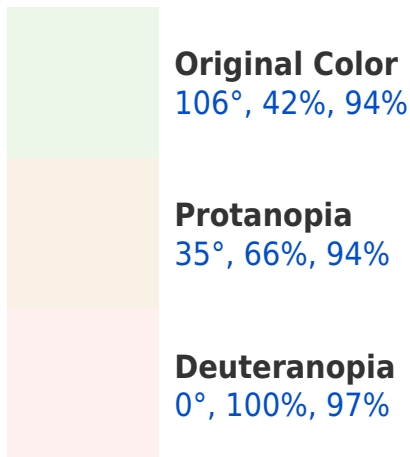 Original Color
106°, 42%, 94%
Protanopia
35°, 66%, 94%
Deuteranopia
0°, 100%, 97%